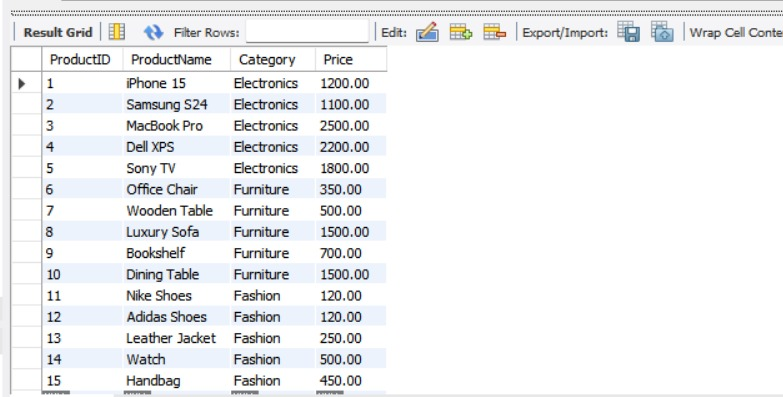 Result Grid Filter Rows: Edit: Export/Import: Wrap Cell Conte
ProductID ProductName Category Price
1 iPhone 15 Electronics 1200.00
2 Samsung S24 Electronics 1100.00
3 MacBook Pro Electronics 2500.00
4 Dell XPS Electronics 2200.00
5 Sony TV Electronics 1800.00
6 Office Chair Furniture 350.00
7 Wooden Table Furniture 500.00
8 Luxury Sofa Furniture 1500.00
9 Bookshelf Furniture 700.00
10 Dining Table Furniture 1500.00
11 Nike Shoes Fashion 120.00
12 Adidas Shoes Fashion 120.00
13 Leather Jacket Fashion 250.00
14 Watch Fashion 500.00
15 Handbag Fashion 450.00